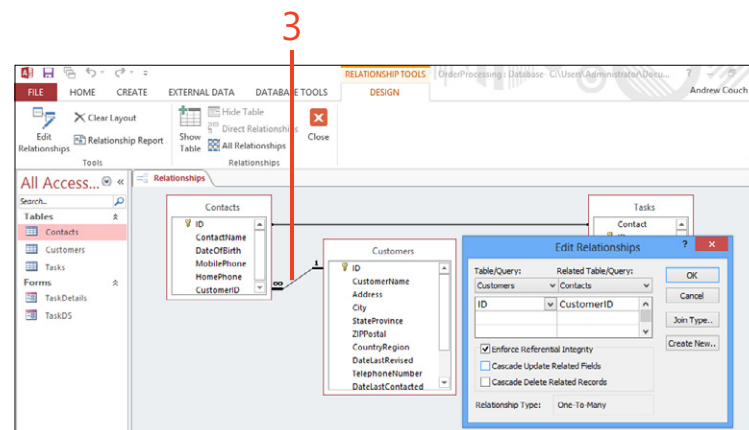 3
RELATIONSHIP TOOLS OrderProcessing : Database- C:\Users\Administrator\Docu... ?
FILE HOME CREATE EXTERNAL DATA DATABASE TOOLS DESIGN Andrew Couch
Edit Relationships
Clear Layout
Relationship Report
Tools
Show Table
Hide Table
Direct Relationships
All Relationships
Close
Relationships
All Access...
Search...
Tables
Contacts
Customers
Tasks
Forms
TaskDetails
TaskDS
Relationships
Contacts
ID
ContactName
DateOfBirth
MobilePhone
HomePhone
CustomerID
∞
1
Customers
ID
CustomerName
Address
City
StateProvince
ZIPPostal
CountryRegion
DateLastRevised
TelephoneNumber
DateLastContacted
Tasks
Contact
Edit Relationships
? ×
Table/Query: Related Table/Query:
Customers Contacts
ID CustomerID
OK
Cancel
Join Type..
Create New..
Enforce Referential Integrity
Cascade Update Related Fields
Cascade Delete Related Records
Relationship Type: One-To-Many